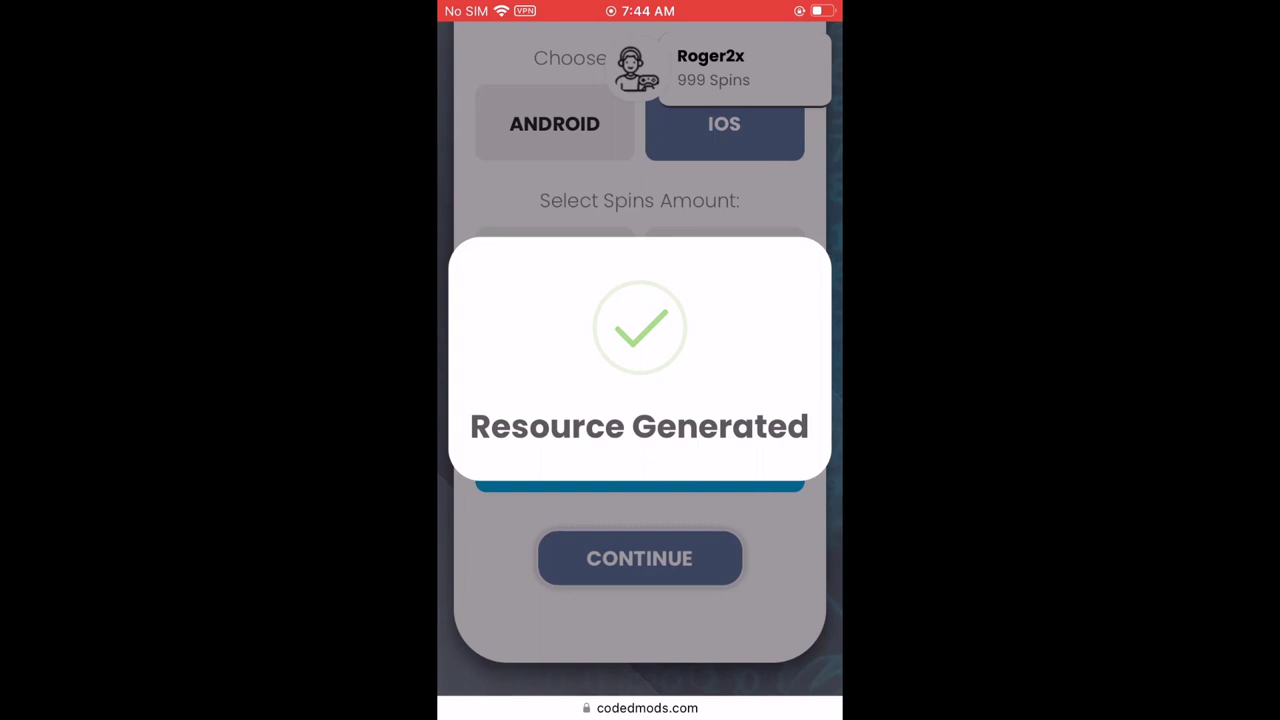 No SIM VPN 7:44 AM
Choose
Roger2x
999 Spins
ANDROID
IOS
Select Spins Amount:
Resource Generated
CONTINUE
codedmods.com